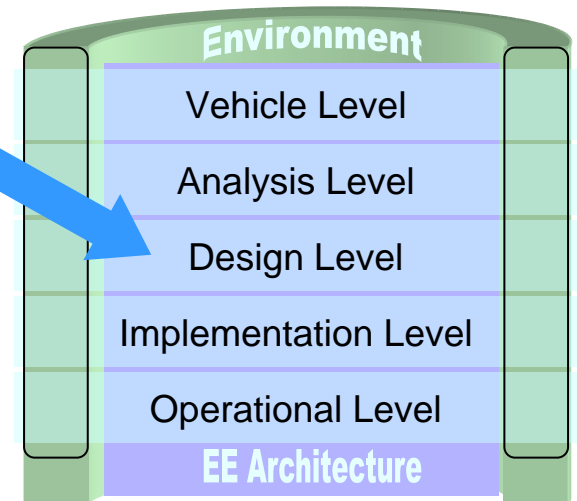 Environment
Vehicle Level
Analysis Level
Design Level
Implementation Level
Operational Level
EE Architecture